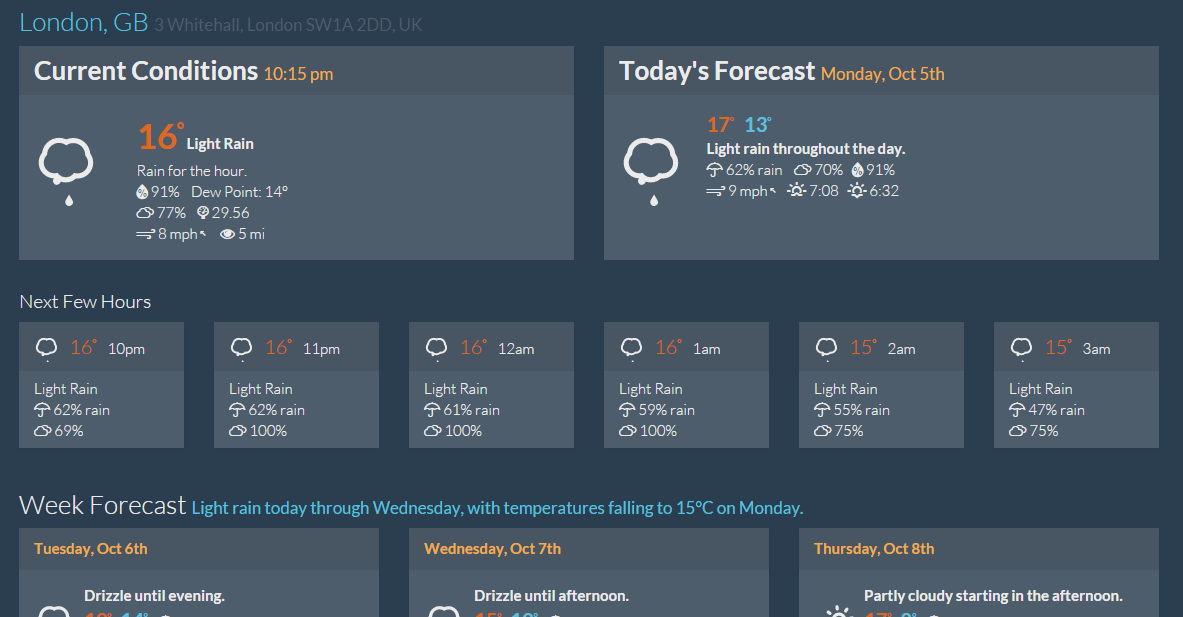 London, GB 3 Whitehall, London SW1A 2DD, UK
Current Conditions 10:15 pm
16° Light Rain
Rain for the hour.
91% Dew Point: 14°
77% 29.56
8 mph 5 mi
Today's Forecast Monday, Oct 5th
17° 13°
Light rain throughout the day.
62% rain 70% 91%
9 mph 7:08 6:32
Next Few Hours
16° 10pm
Light Rain
62% rain
69%
16° 11pm
Light Rain
62% rain
100%
16° 12am
Light Rain
61% rain
100%
16° 1am
Light Rain
59% rain
100%
15° 2am
Light Rain
55% rain
75%
15° 3am
Light Rain
47% rain
75%
Week Forecast Light rain today through Wednesday, with temperatures falling to 15°C on Monday.
Tuesday, Oct 6th
Drizzle until evening.
Wednesday, Oct 7th
Drizzle until afternoon.
Thursday, Oct 8th
Partly cloudy starting in the afternoon.